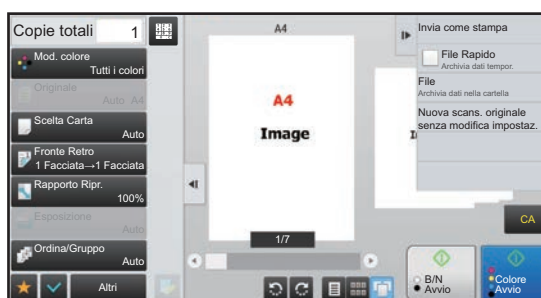 Copie totali 1
Mod. colore
Tutti i colori
Originale
Auto A4
Scelta Carta
Auto
Fronte Retro
1 Facciata→1 Facciata
Rapporto Ripr.
100%
Esposizione
Auto
Ordina/Gruppo
Auto
Altri
A4
A4
Image
1/7
Invia come stampa
File Rapido
Archivia dati tempor.
File
Archivia dati nella cartella
Nuova scans. originale
senza modifica impostaz.
CA
B/N
Avvio
Colore
Avvio